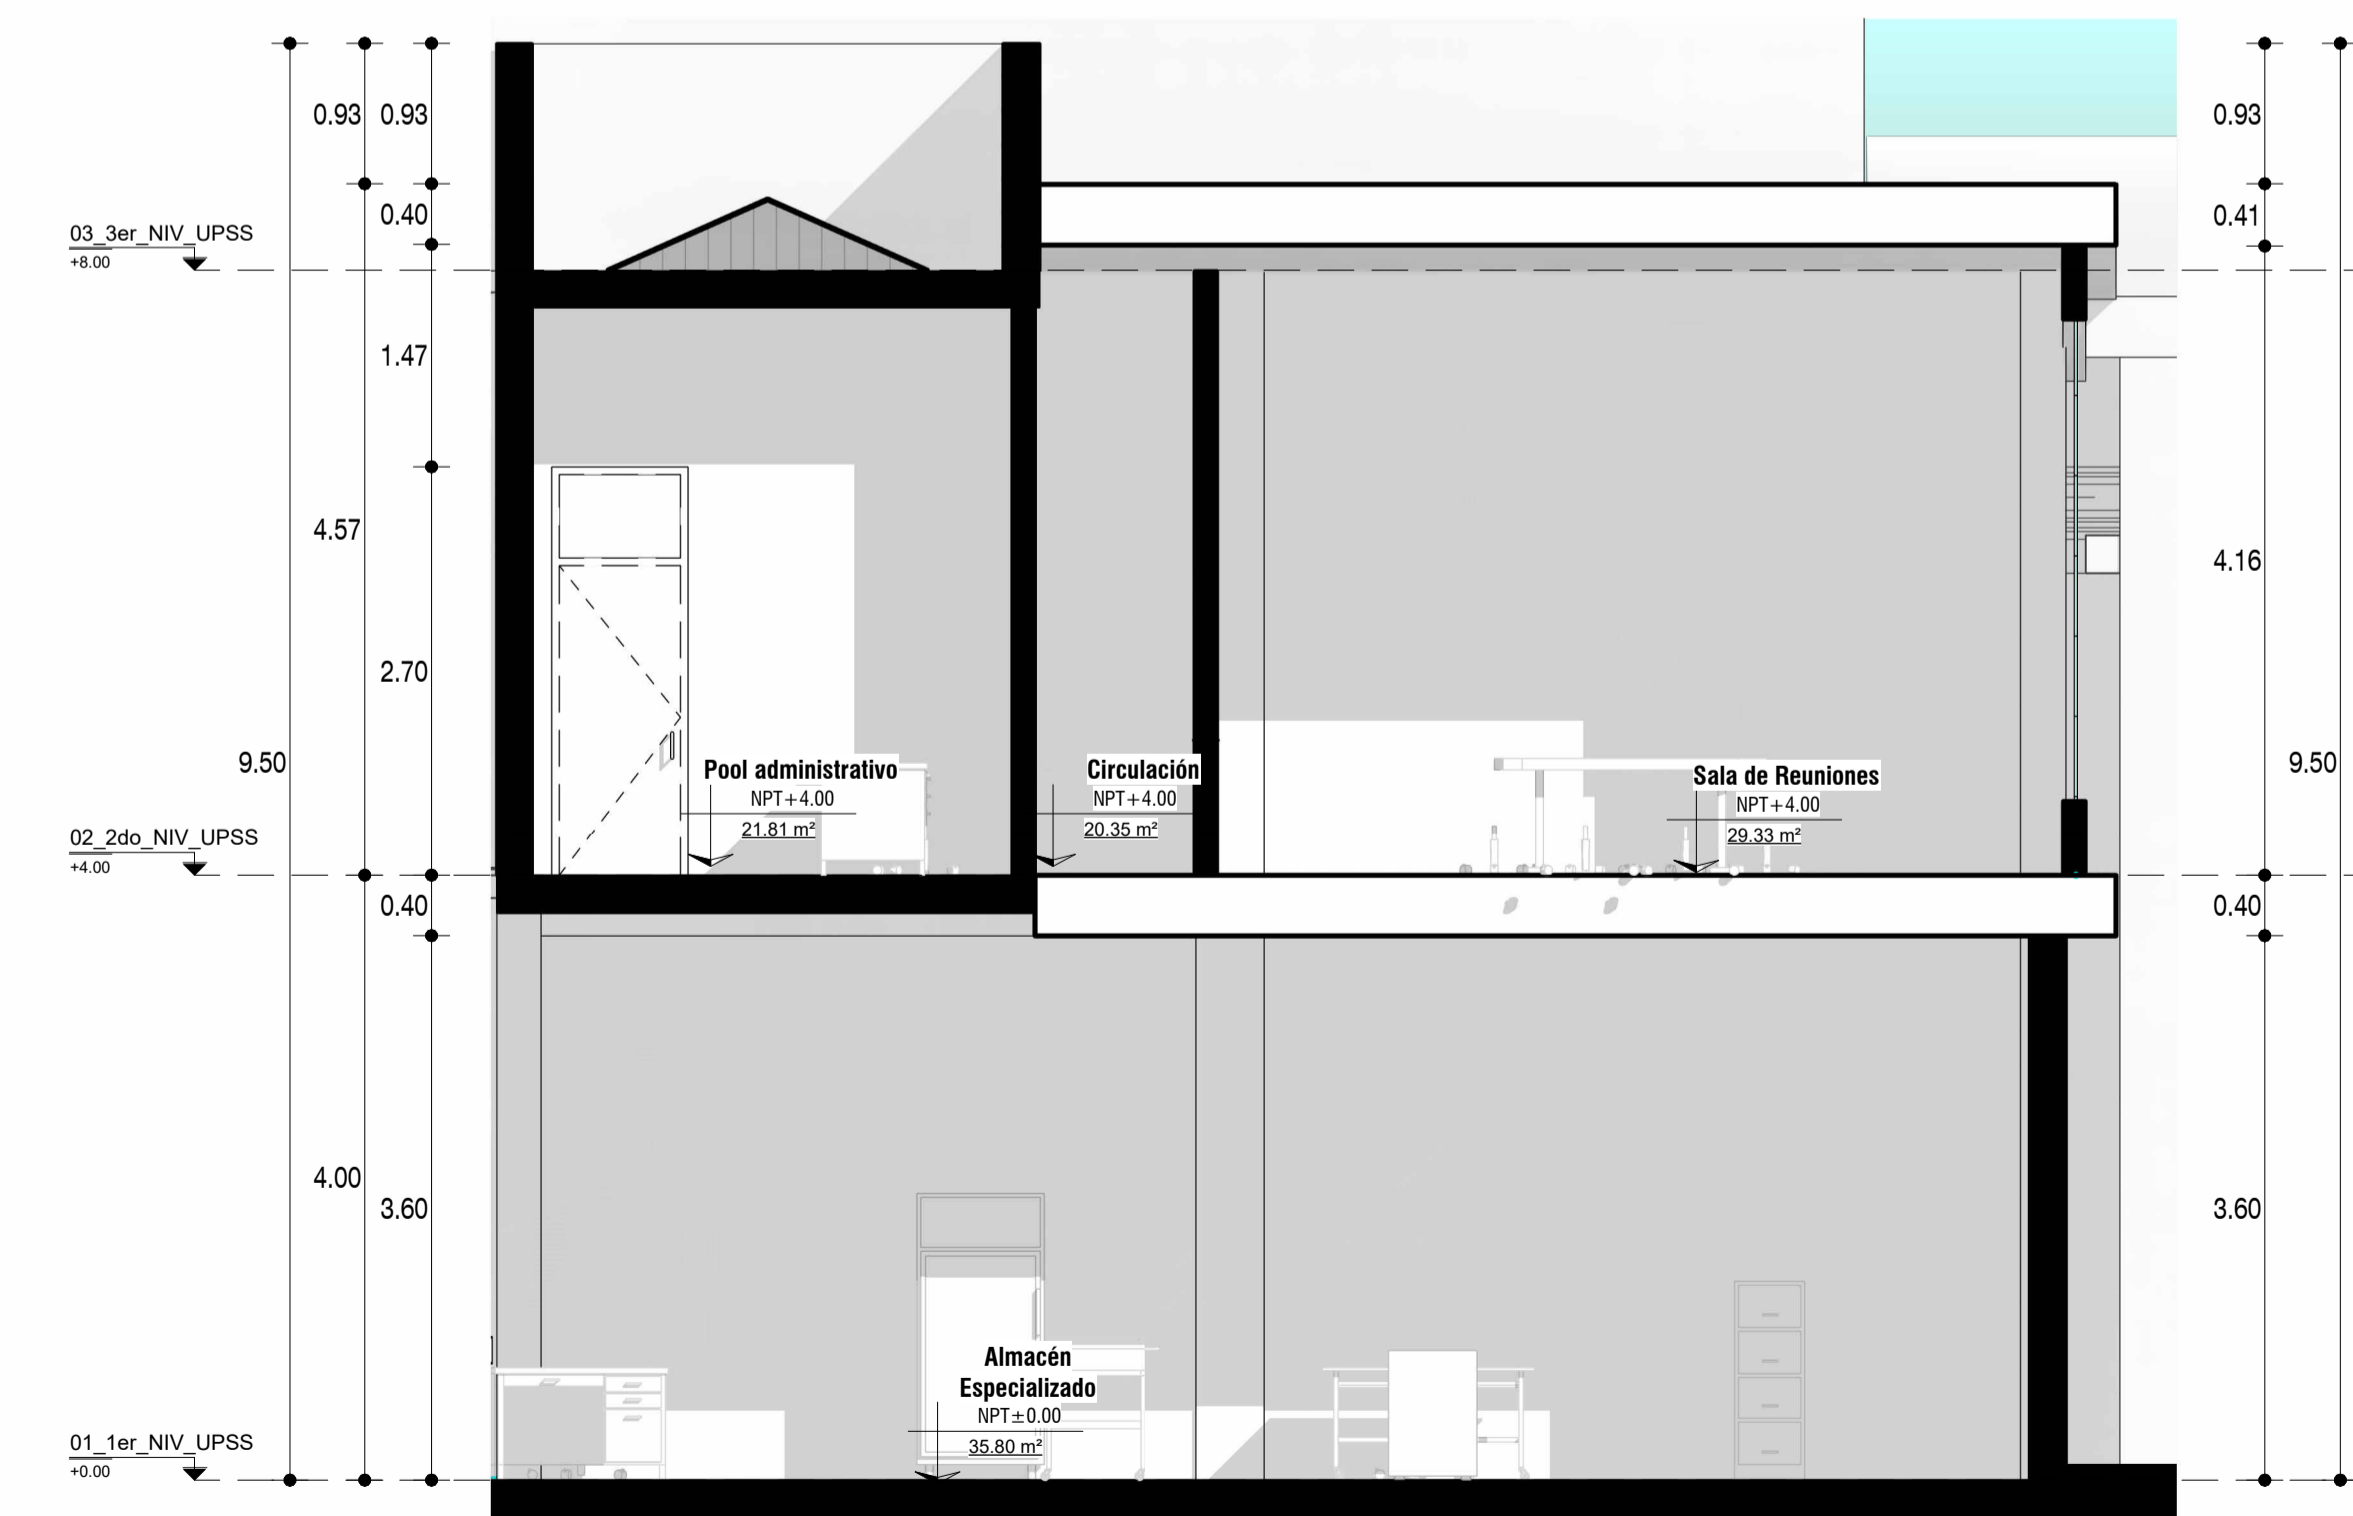 0.93
0.93
0.93
0.40
0.41
03_3er_NIV_UPSS
+8.00
1.47
4.57
4.16
2.70
9.50
9.50
Pool administrativo
NPT+4.00
21.81 m²
Circulación
NPT+4.00
20.35 m²
Sala de Reuniones
NPT+4.00
29.33 m²
02_2do_NIV_UPSS
+4.00
0.40
0.40
4.00
3.60
3.60
Almacén
Especializado
NPT±0.00
35.80 m²
01_1er_NIV_UPSS
+0.00